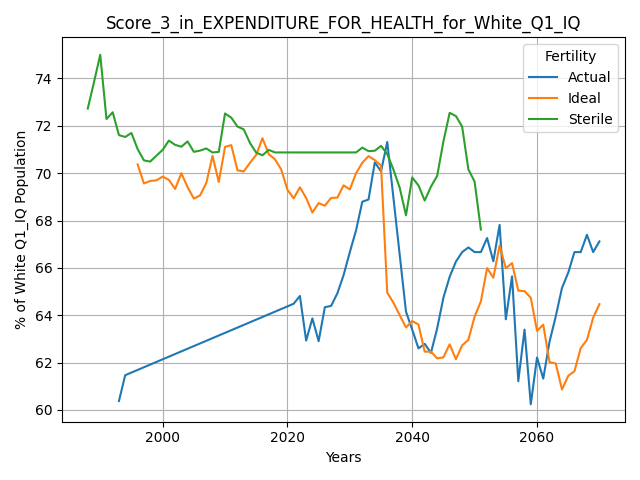 Score_3_in_EXPENDITURE_FOR_HEALTH_for_White_Q1_IQ
Fertility
Actual
Ideal
Sterile
% of White Q1_IQ Population
74
72
70
68
66
64
62
60
2000
2020
2040
2060
Years